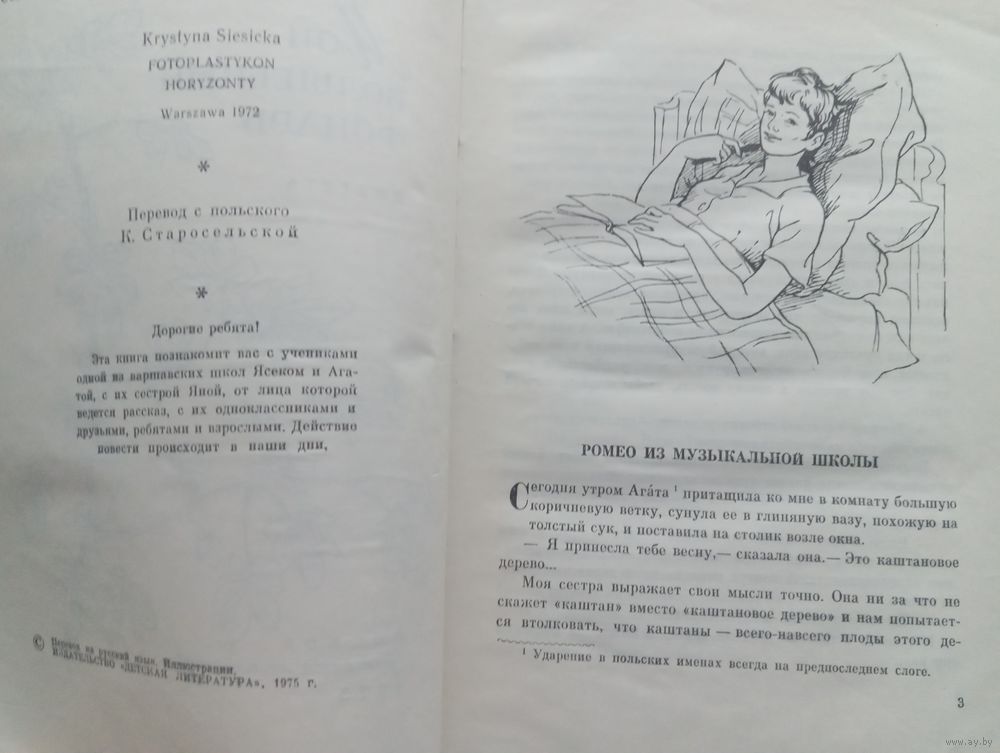 Krystyna Siesicka
FOTOPLASTYKON
HORYZONTY
Warszawa 1972
*
Перевод с польского
К. Старосельской
*
Дорогие ребята!
Эта книга познакомит вас с учениками
одной из варшавских школ Ясеком и Ага-
той, с их сестрой Яной, от лица которой
ведется рассказ, с их одноклассниками и
друзьями, ребятами и взрослыми. Действие
повести происходит в наши дни.
© Перевод на русский язык. Иллюстрации.
ИЗДАТЕЛЬСТВО «ДЕТСКАЯ ЛИТЕРАТУРА», 1975 г.
РОМЕО ИЗ МУЗЫКАЛЬНОЙ ШКОЛЫ
Сегодня утром Ага́та ¹ притащила ко мне в комнату большую
коричневую ветку, сунула ее в глиняную вазу, похожую на
толстый сук, и поставила на столик возле окна.
— Я принесла тебе весну,— сказала она.— Это каштановое
дерево...
Моя сестра выражает свои мысли точно. Она ни за что не
скажет «каштан» вместо «каштановое дерево» и нам попытает-
ся втолковать, что каштаны — всего-навсего плоды этого де-
¹ Ударение в польских именах всегда на предпоследнем слоге.
3
www.ay.by